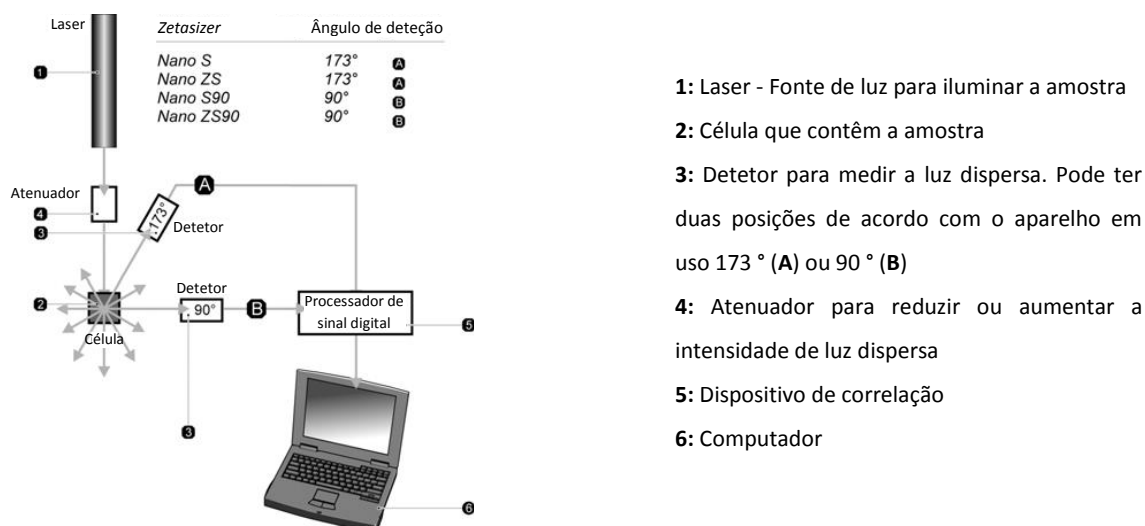 Laser
Zetasizer Ângulo de deteção
Nano S 173° A
Nano ZS 173° A
Nano S90 90° B
Nano ZS90 90° B
1
Atenuador
4
A
.173°
3
Detetor
Detetor
2
. 90°
B
Processador de
sinal digital
5
Célula
3
6
1: Laser - Fonte de luz para iluminar a amostra
2: Célula que contêm a amostra
3: Detetor para medir a luz dispersa. Pode ter
duas posições de acordo com o aparelho em
uso 173 ° (A) ou 90 ° (B)
4: Atenuador para reduzir ou aumentar a
intensidade de luz dispersa
5: Dispositivo de correlação
6: Computador